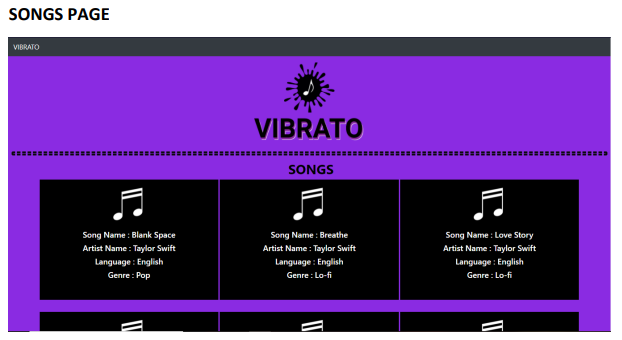 SONGS PAGE
VIBRATO
VIBRATO
SONGS
Song Name : Blank Space
Artist Name : Taylor Swift
Language : English
Genre : Pop
Song Name : Breathe
Artist Name : Taylor Swift
Language : English
Genre : Lo-fi
Song Name : Love Story
Artist Name : Taylor Swift
Language : English
Genre : Lo-fi